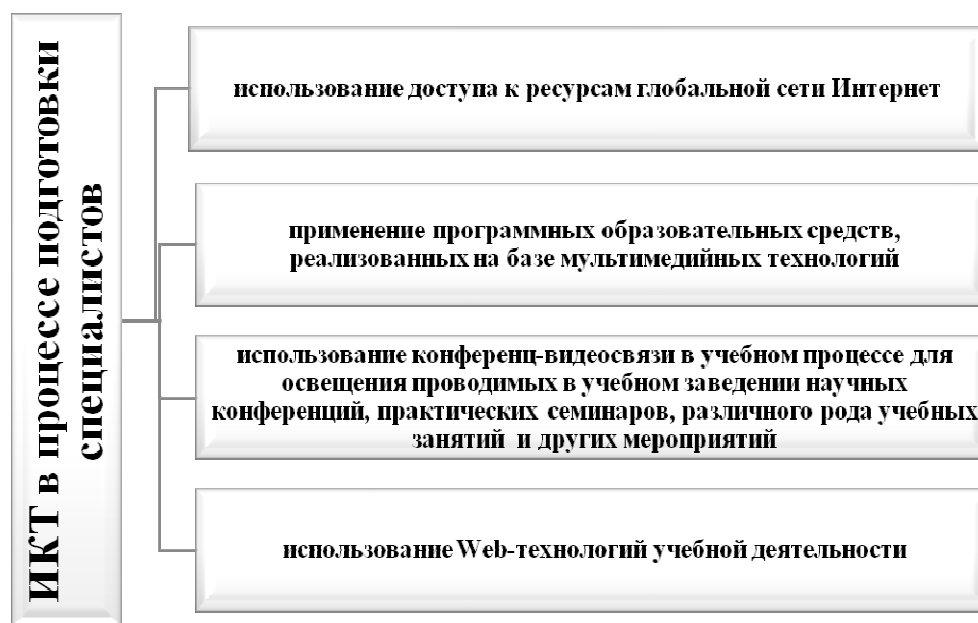 ИКТ в процессе подготовки
специалистов
использование доступа к ресурсам глобальной сети Интернет
применение программных образовательных средств,
реализованных на базе мультимедийных технологий
использование конференц-видеосвязи в учебном процессе для
освещения проводимых в учебном заведении научных
конференций, практических семинаров, различного рода учебных
занятий и других мероприятий
использование Web-технологий учебной деятельности